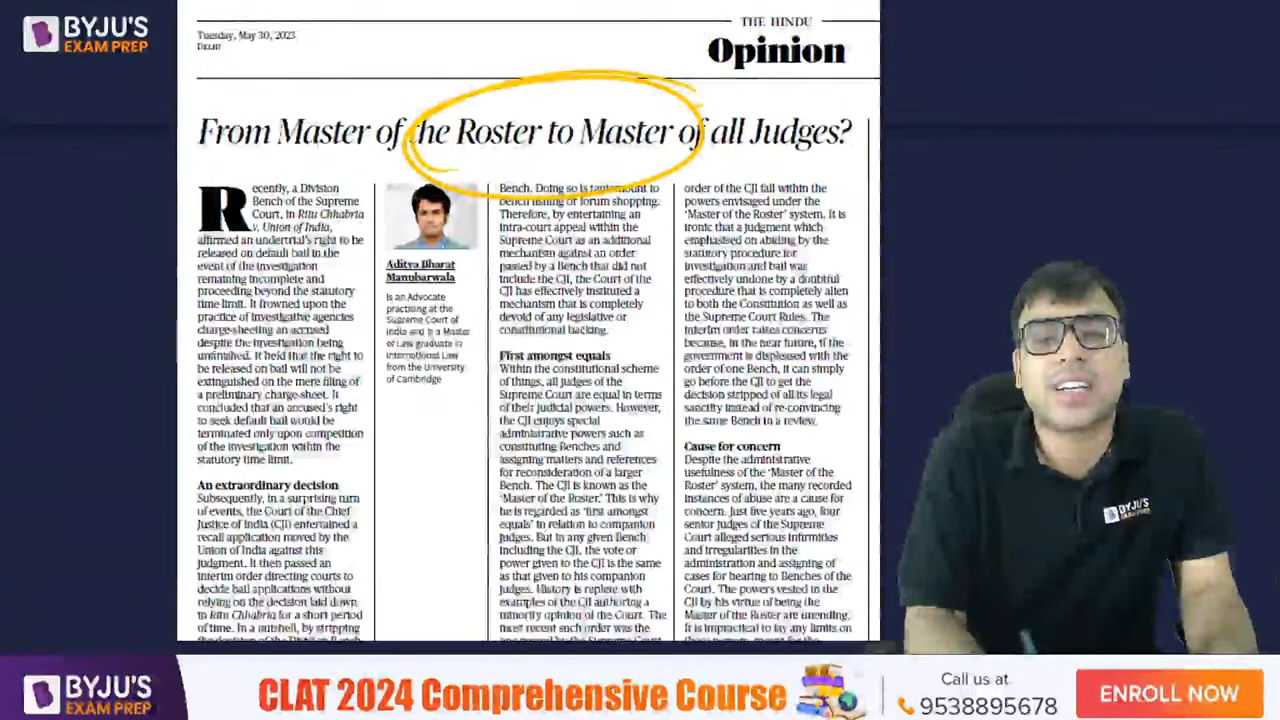 BYJU'S
EXAM PREP
Tuesday, May 30, 2023
DELHI
THE HINDU
Opinion
From Master of the Roster to Master of all Judges?
Recently, a Division
Bench of the Supreme
Court, in Ritu Chhabria
v. Union of India,
affirmed an undertrial's right to be
released on default bail in the
event of the investigation
remaining incomplete and
proceeding beyond the statutory
time limit. It frowned upon the
practice of investigative agencies
charge-sheeting an accused
despite the investigation being
unfinished. It held that the right to
be released on bail will not be
extinguished on the mere filing of
a preliminary charge-sheet. It
concluded that an accused's right
to seek default bail would be
terminated only upon competition
of the investigation within the
statutory time limit.
An extraordinary decision
Subsequently, in a surprising turn
of events, the Court of the Chief
Justice of India (CJI) entertained a
recall application moved by the
Union of India against this
judgment. It then passed an
interim order directing courts to
decide bail applications without
relying on the decision laid down
in Ritu Chhabria for a short period
of time. In a nutshell, by stripping
the decision of the Division Bench
Aditya Bharat
Manubarwala
is an Advocate
practising at the
Supreme Court of
India and is a Master
of Law graduate in
International Law
from the University
of Cambridge
Bench. Doing so is tantamount to
bench fishing or forum shopping.
Therefore, by entertaining an
intra-court appeal within the
Supreme Court as an additional
mechanism against an order
passed by a Bench that did not
include the CJI, the Court of the
CJI has effectively instituted a
mechanism that is completely
devoid of any legislative or
constitutional backing.
First amongst equals
Within the constitutional scheme
of things, all judges of the
Supreme Court are equal in terms
of their judicial powers. However,
the CJI enjoys special
administrative powers such as
constituting Benches and
assigning matters and references
for reconsideration of a larger
Bench. The CJI is known as the
'Master of the Roster.' This is why
he is regarded as 'first amongst
equals' in relation to companion
judges. But in any given Bench
including the CJI, the vote or
power given to the CJI is the same
as that given to his companion
judges. History is replete with
examples of the CJI authoring a
minority opinion of the Court. The
most recent such order was the
one passed by the Supreme Court
order of the CJI fall within the
powers envisaged under the
'Master of the Roster' system. It is
ironic that a judgment which
emphasised on abiding by the
statutory procedure for
investigation and bail was
effectively undone by a doubtful
procedure that is completely alien
to both the Constitution as well as
the Supreme Court Rules. The
interim order raises concerns
because, in the near future, if the
government is displeased with the
order of one Bench, it can simply
go before the CJI to get the
decision stripped of all its legal
sanctity instead of re-convincing
the same Bench in a review.
Cause for concern
Despite the administrative
usefulness of the 'Master of the
Roster' system, the many recorded
instances of abuse are a cause for
concern. Just five years ago, four
senior judges of the Supreme
Court alleged serious infirmities
and irregularities in the
administration and assigning of
cases for hearing to Benches of the
Court. The powers vested in the
CJI by his virtue of being the
Master of the Roster are unending.
It is impractical to lay any limits on
BYJU'S
EXAM PREP
BYJU'S
EXAM PREP
CLAT 2024 Comprehensive Course
Call us at
9538895678
ENROLL NOW